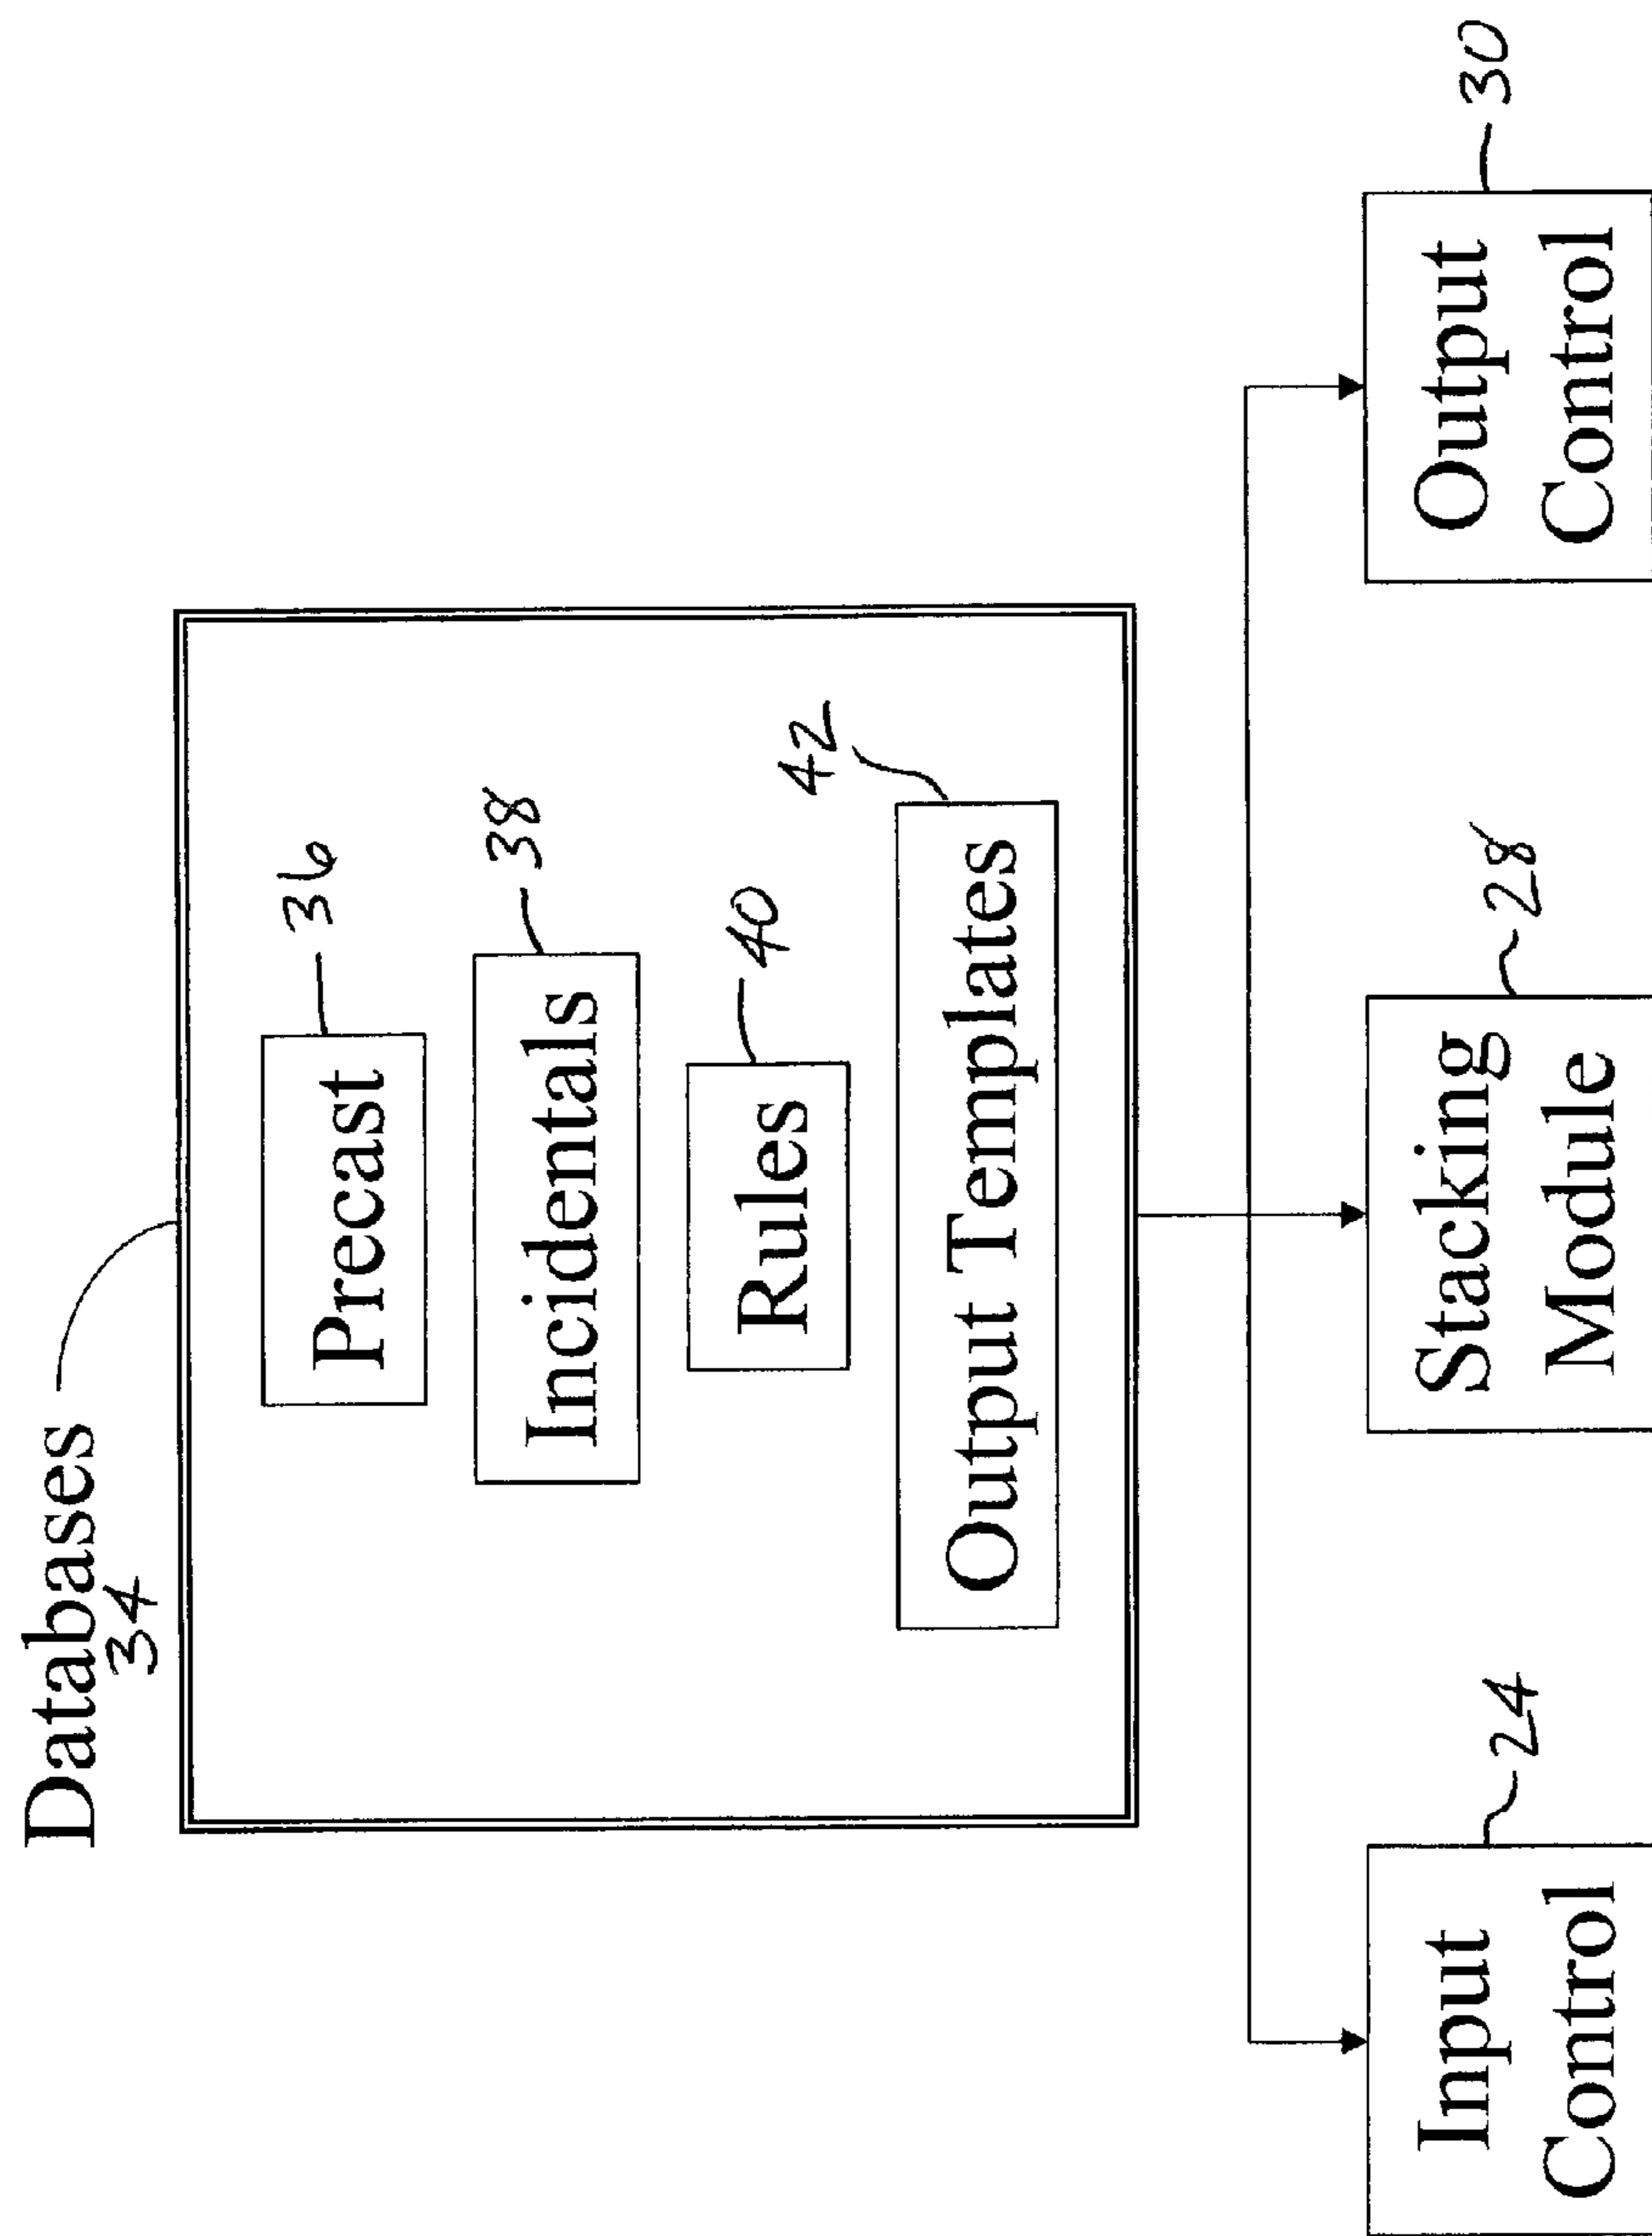 Databases
34
Precast
36
Incidentals
38
Rules
40
Output Templates
42
Input
Control
24
Stacking
Module
28
Output
Control
30